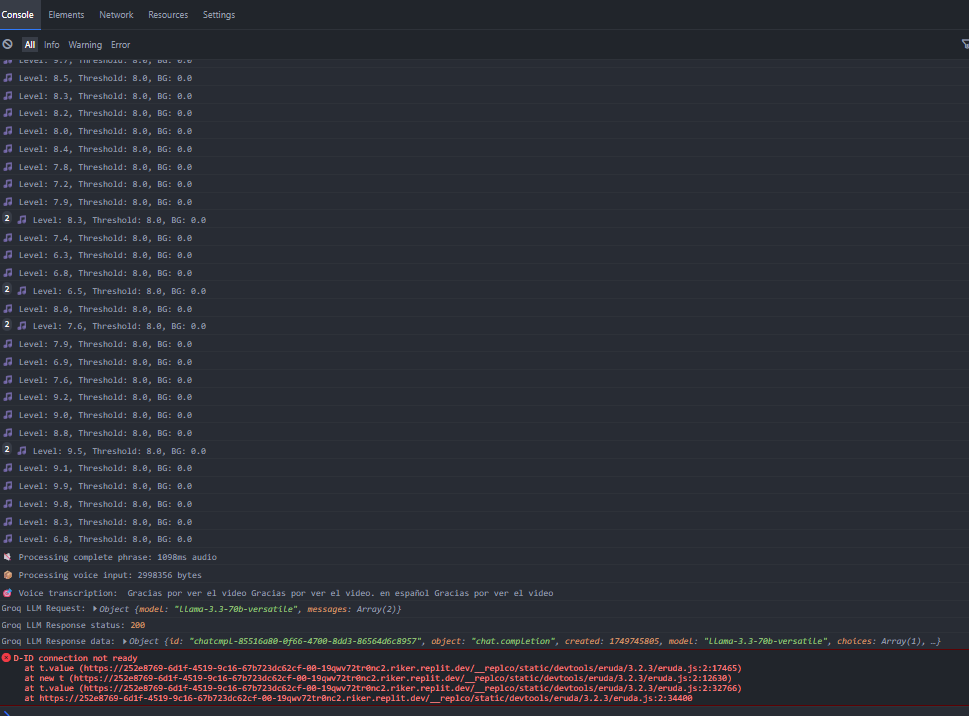 Console Elements Network Resources Settings
All Info Warning Error
Level: 9.7, Threshold: 8.0, BG: 0.0
Level: 8.5, Threshold: 8.0, BG: 0.0
Level: 8.3, Threshold: 8.0, BG: 0.0
Level: 8.2, Threshold: 8.0, BG: 0.0
Level: 8.0, Threshold: 8.0, BG: 0.0
Level: 8.4, Threshold: 8.0, BG: 0.0
Level: 7.8, Threshold: 8.0, BG: 0.0
Level: 7.2, Threshold: 8.0, BG: 0.0
Level: 7.9, Threshold: 8.0, BG: 0.0
2 Level: 8.3, Threshold: 8.0, BG: 0.0
Level: 7.4, Threshold: 8.0, BG: 0.0
Level: 6.3, Threshold: 8.0, BG: 0.0
Level: 6.8, Threshold: 8.0, BG: 0.0
2 Level: 6.5, Threshold: 8.0, BG: 0.0
Level: 8.0, Threshold: 8.0, BG: 0.0
2 Level: 7.6, Threshold: 8.0, BG: 0.0
Level: 7.9, Threshold: 8.0, BG: 0.0
Level: 6.9, Threshold: 8.0, BG: 0.0
Level: 7.6, Threshold: 8.0, BG: 0.0
Level: 9.2, Threshold: 8.0, BG: 0.0
Level: 9.0, Threshold: 8.0, BG: 0.0
Level: 8.8, Threshold: 8.0, BG: 0.0
2 Level: 9.5, Threshold: 8.0, BG: 0.0
Level: 9.1, Threshold: 8.0, BG: 0.0
Level: 9.9, Threshold: 8.0, BG: 0.0
Level: 9.8, Threshold: 8.0, BG: 0.0
Level: 8.3, Threshold: 8.0, BG: 0.0
Level: 6.8, Threshold: 8.0, BG: 0.0
Processing complete phrase: 1098ms audio
Processing voice input: 2998356 bytes
Voice transcription: Gracias por ver el video Gracias por ver el video. en español Gracias por ver el video
Groq LLM Request: Object {model: "llama-3.3-70b-versatile", messages: Array(2)}
Groq LLM Response status: 200
Groq LLM Response data: Object {id: "chatcmpl-85516a80-0f66-4700-8dd3-86564d6c8957", object: "chat.completion", created: 1749745805, model: "llama-3.3-70b-versatile", choices: Array(1), …}
D-ID connection not ready
at t.value (https://252e8769-6d1f-4519-9c16-67b723dc62cf-00-19qwv72tr0nc2.riker.replit.dev/__replco/static/devtools/eruda/3.2.3/eruda.js:2:17465)
at new t (https://252e8769-6d1f-4519-9c16-67b723dc62cf-00-19qwv72tr0nc2.riker.replit.dev/__replco/static/devtools/eruda/3.2.3/eruda.js:2:12630)
at t.value (https://252e8769-6d1f-4519-9c16-67b723dc62cf-00-19qwv72tr0nc2.riker.replit.dev/__replco/static/devtools/eruda/3.2.3/eruda.js:2:32766)
at https://252e8769-6d1f-4519-9c16-67b723dc62cf-00-19qwv72tr0nc2.riker.replit.dev/__replco/static/devtools/eruda/3.2.3/eruda.js:2:34400